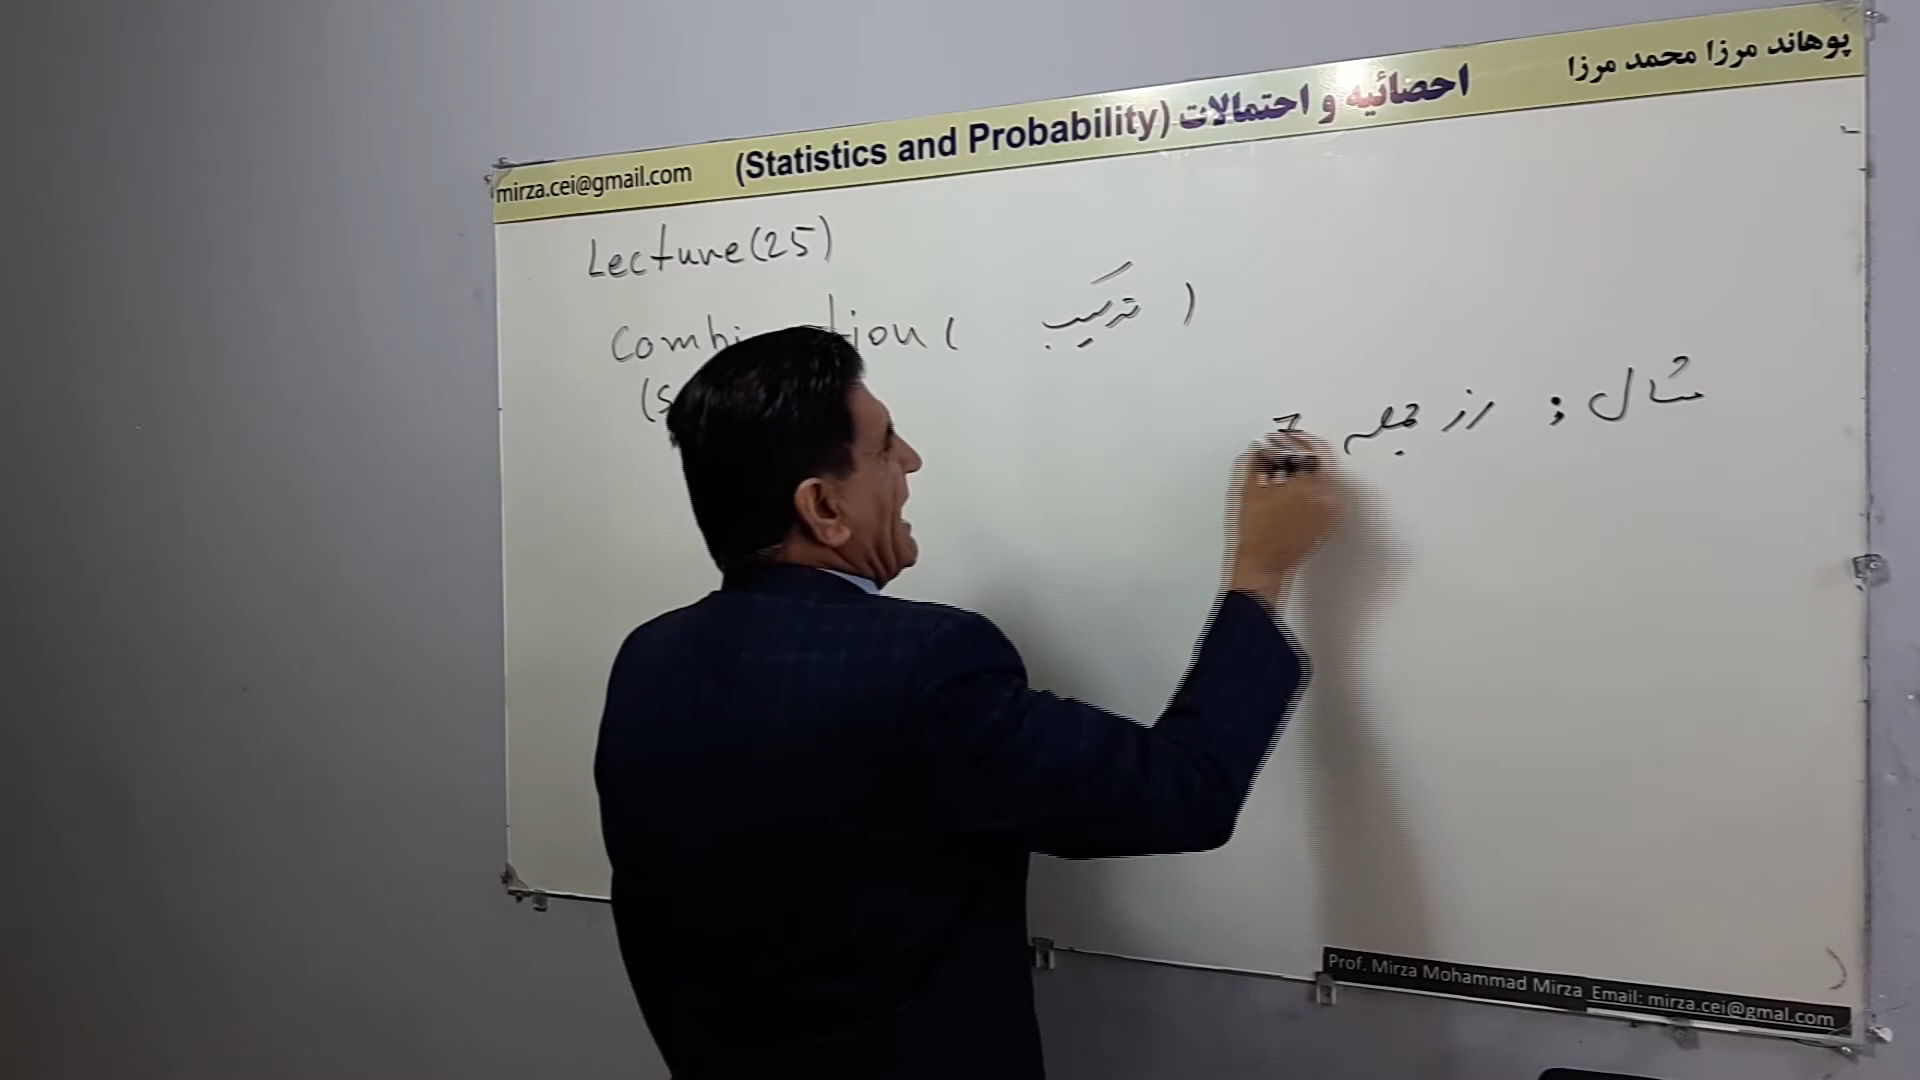 پوهاند مرزا محمد مرزا
احصائیه و احتمالات (Statistics and Probability)
mirza.cei@gmail.com
Lecture (25)
(ترکیب)
مثال: از جمله 7
Prof. Mirza Mohammad Mirza Email: mirza.cei@gmal.com